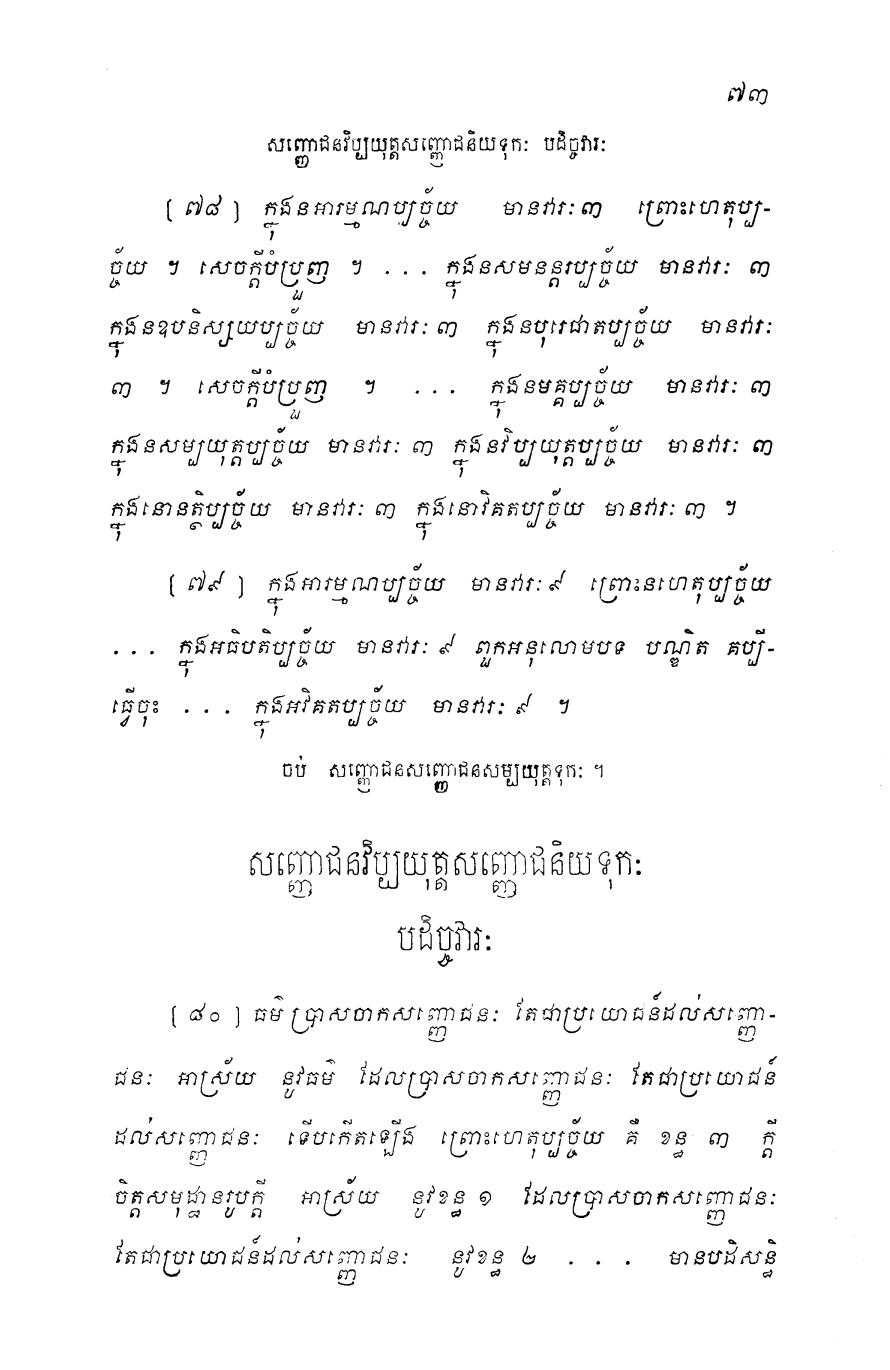 ៧៣
សញ្ញោជនវិប្បយុត្តសញ្ញោជនិយទុកៈ បដិច្ចវារៈ
[ ៧៨ ] ក្នុងនអារម្មណប្បច្ច័យ មានវារៈ ៣ ព្រោះហេតុប្ប-
ច្ច័យ ។ សេចក្តីបំប្រួញ ។ ... ក្នុងនសមនន្តរប្បច្ច័យ មានវារៈ ៣
ក្នុងនឧបនិស្សយប្បច្ច័យ មានវារៈ ៣ ក្នុងនបុរេជាតប្បច្ច័យ មានវារៈ
៣ ។ សេចក្តីបំប្រួញ ។ ... ក្នុងនមគ្គប្បច្ច័យ មានវារៈ ៣
ក្នុងនសម្បយុត្តប្បច្ច័យ មានវារៈ ៣ ក្នុងនវិប្បយុត្តប្បច្ច័យ មានវារៈ ៣
ក្នុងនោនត្ថិប្បច្ច័យ មានវារៈ ៣ ក្នុងនោវិគតប្បច្ច័យ មានវារៈ ៣ ។
[ ៧៩ ] ក្នុងអារម្មណប្បច្ច័យ មានវារៈ ៩ ព្រោះនហេតុប្បច្ច័យ
... ក្នុងអធិបតិប្បច្ច័យ មានវារៈ ៩ ពួកអនុលោមបទ បណ្ឌិត គប្បី-
ធ្វើចុះ ... ក្នុងអវិគតប្បច្ច័យ មានវារៈ ៩ ។
ចប់ សញ្ញោជនសញ្ញោជនសម្បយុត្តទុកៈ ។
សញ្ញោជនវិប្បយុត្តសញ្ញោជនិយទុកៈ
បដិច្ចវារៈ
[ ៨០ ] ធម៌ ប្រាសចាកសញ្ញោជនៈ តែជាប្រយោជន៍ដល់សញ្ញោ-
ជនៈ អាស្រ័យ នូវធម៌ ដែលប្រាសចាកសញ្ញោជនៈ តែជាប្រយោជន៍
ដល់សញ្ញោជនៈ ទើបកើតឡើង ព្រោះហេតុប្បច្ច័យ គឺ ខន្ធ ៣ ក្តី
ចិត្តសមុដ្ឋានរូបក្តី អាស្រ័យ នូវខន្ធ ១ ដែលប្រាសចាកសញ្ញោជនៈ
តែជាប្រយោជន៍ដល់សញ្ញោជនៈ នូវខន្ធ ២ ... មានបដិសន្ធិ